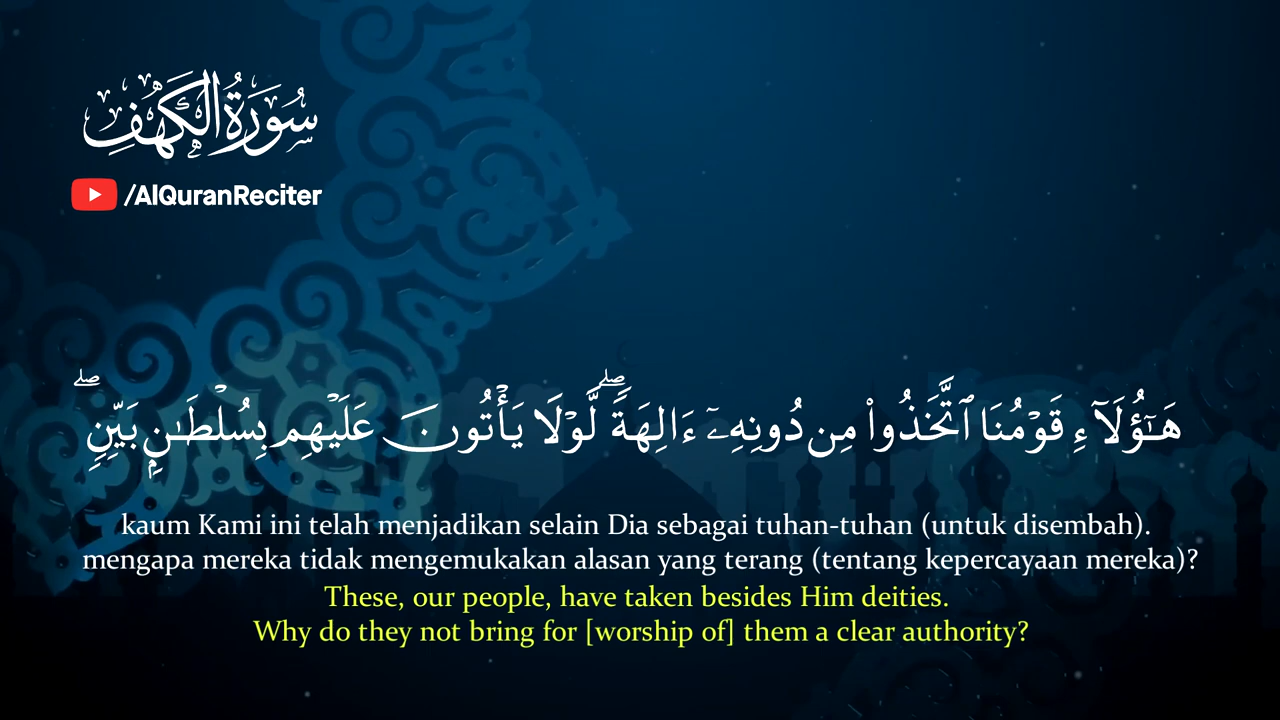 سُورَةُ الْكَهْفِ
/AlQuranReciter
هَـٰٓؤُلَآءِ قَوْمُنَا ٱتَّخَذُوا۟ مِن دُونِهِۦٓ ءَالِهَةً ۖ لَّوْلَا يَأْتُونَ عَلَيْهِم بِسُلْطَـٰنٍۭ بَيِّنٍ ۖ
kaum Kami ini telah menjadikan selain Dia sebagai tuhan-tuhan (untuk disembah).
mengapa mereka tidak mengemukakan alasan yang terang (tentang kepercayaan mereka)?
These, our people, have taken besides Him deities.
Why do they not bring for [worship of] them a clear authority?